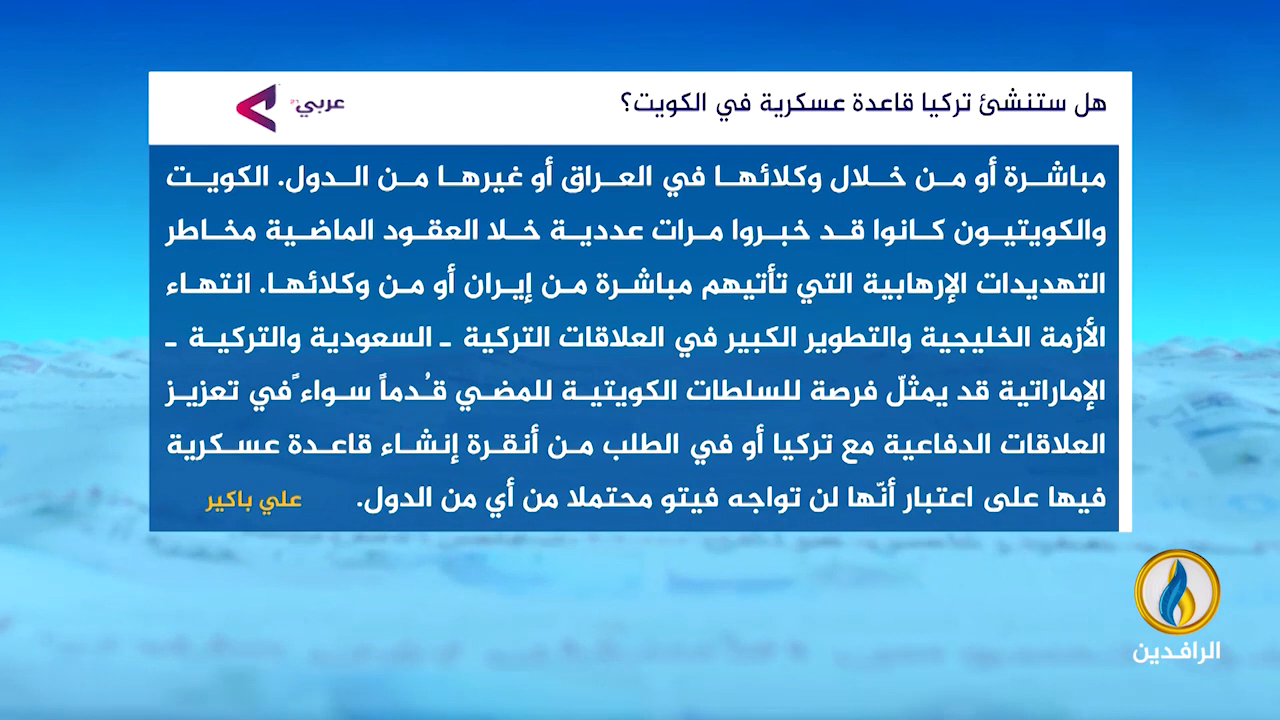 هل ستنشئ تركيا قاعدة عسكرية في الكويت؟
عربي21
مباشرة أو من خلال وكلائها في العراق أو غيرها من الدول. الكويت
والكويتيون كانوا قد خبروا مرات عددية خلا العقود الماضية مخاطر
التهديدات الإرهابية التي تأتيهم مباشرة من إيران أو من وكلائها. انتهاء
الأزمة الخليجية والتطوير الكبير في العلاقات التركية ـ السعودية والتركية ـ
الإماراتية قد يمثلّ فرصة للسلطات الكويتية للمضي قُدماً سواءً في تعزيز
العلاقات الدفاعية مع تركيا أو في الطلب من أنقرة إنشاء قاعدة عسكرية
فيها على اعتبار أنّها لن تواجه فيتو محتملا من أي من الدول.
علي باكير
الرافدين